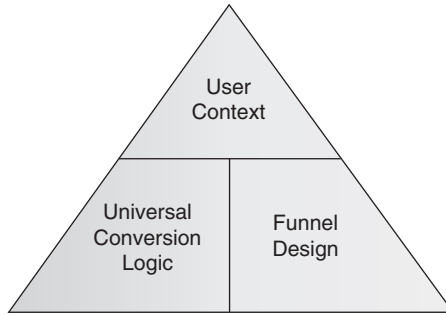 User
Context
Universal
Conversion
Logic
Funnel
Design